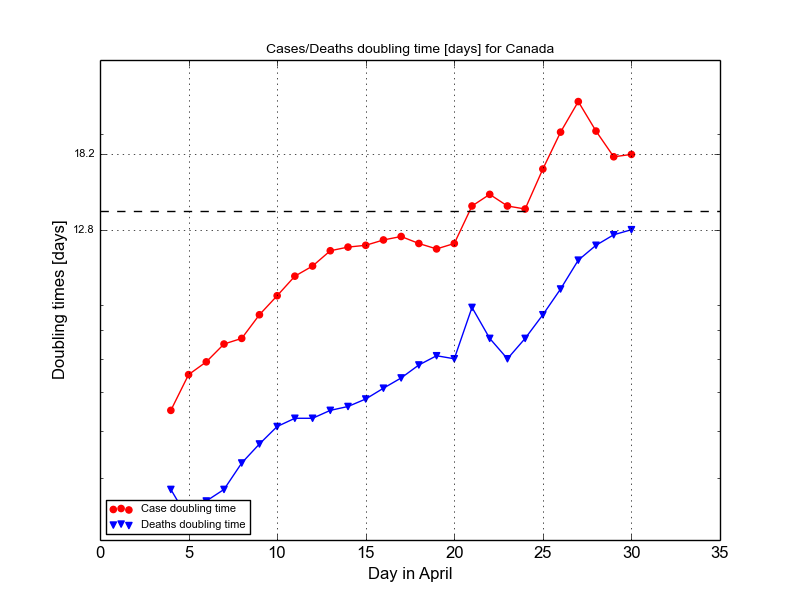 Cases/Deaths doubling time [days] for Canada
18.2
12.8
Doubling times [days]
Case doubling time
Deaths doubling time
0 5 10 15 20 25 30 35
Day in April